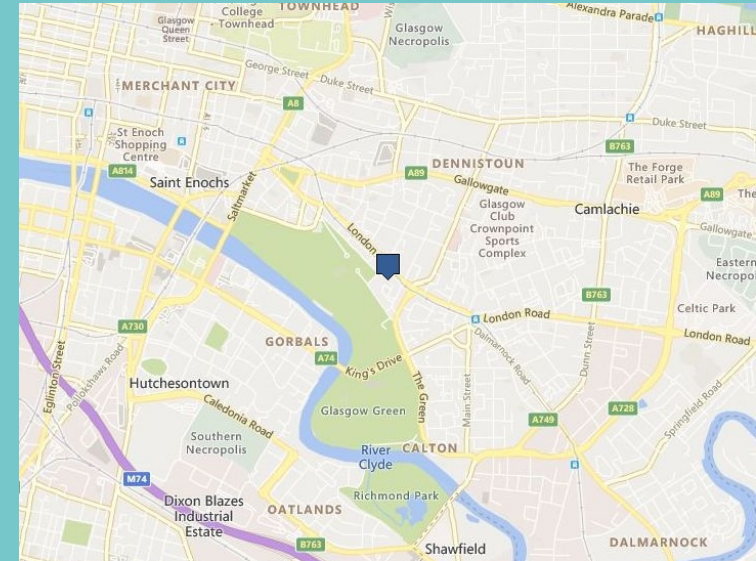 TOWNHEAD
College
Townhead
Glasgow
Queen
Street
Glasgow
Necropolis
Alexandra Parade
HAGHILL
George Street
Duke Street
MERCHANT CITY
A8
Duke Street
St Enoch
Shopping
Centre
B763
A814
Saint Enochs
DENNISTOUN
A89
Gallowgate
The Forge
Retail Park
A89
The
Saltmarket
Glasgow
Club
Crownpoint
Sports
Complex
Camlachie
Gallowgate
London
Eastern
Necropol
B763
Celtic Park
London Road
London Road
A730
GORBALS
A74
King's Drive
Dalmarnock Road
Dunn Street
Eglinton Street
Pollokshaws Road
Hutchesontown
The Green
Main Street
Springfield Road
Caledonia Road
Glasgow Green
A749
A728
Southern
Necropolis
River
Clyde
CALTON
M74
Dixon Blazes
Industrial
Estate
Richmond Park
OATLANDS
B763
Shawfield
DALMARNOCK